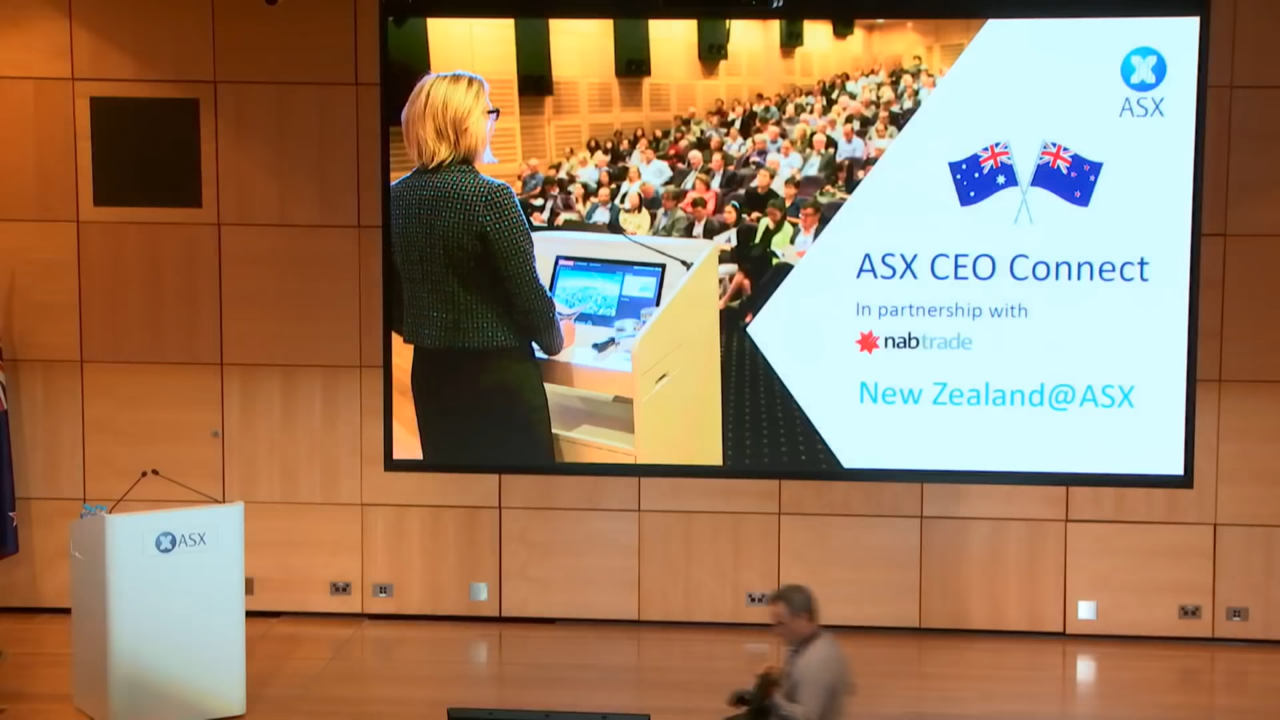 ASX
ASX CEO Connect
In partnership with
nabtrade
New Zealand@ASX
ASX